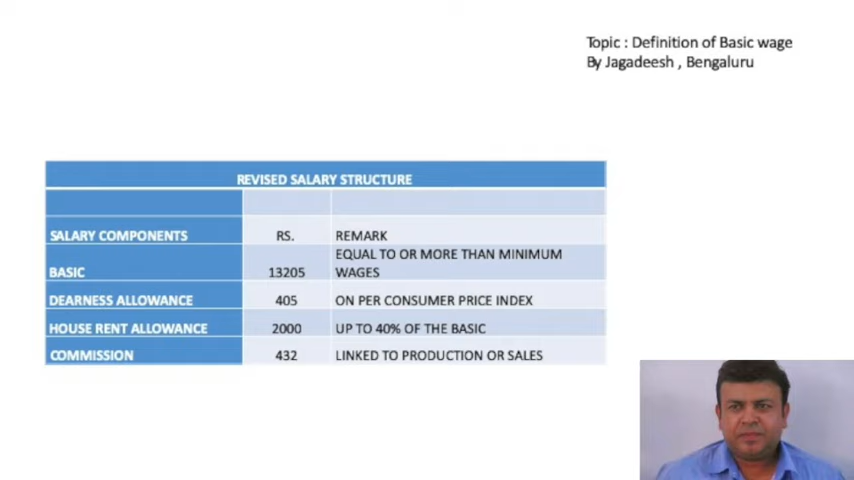 Topic : Definition of Basic wage
By Jagadeesh , Bengaluru
REVISED SALARY STRUCTURE
SALARY COMPONENTS RS. REMARK
BASIC 13205 EQUAL TO OR MORE THAN MINIMUM
WAGES
DEARNESS ALLOWANCE 405 ON PER CONSUMER PRICE INDEX
HOUSE RENT ALLOWANCE 2000 UP TO 40% OF THE BASIC
COMMISSION 432 LINKED TO PRODUCTION OR SALES